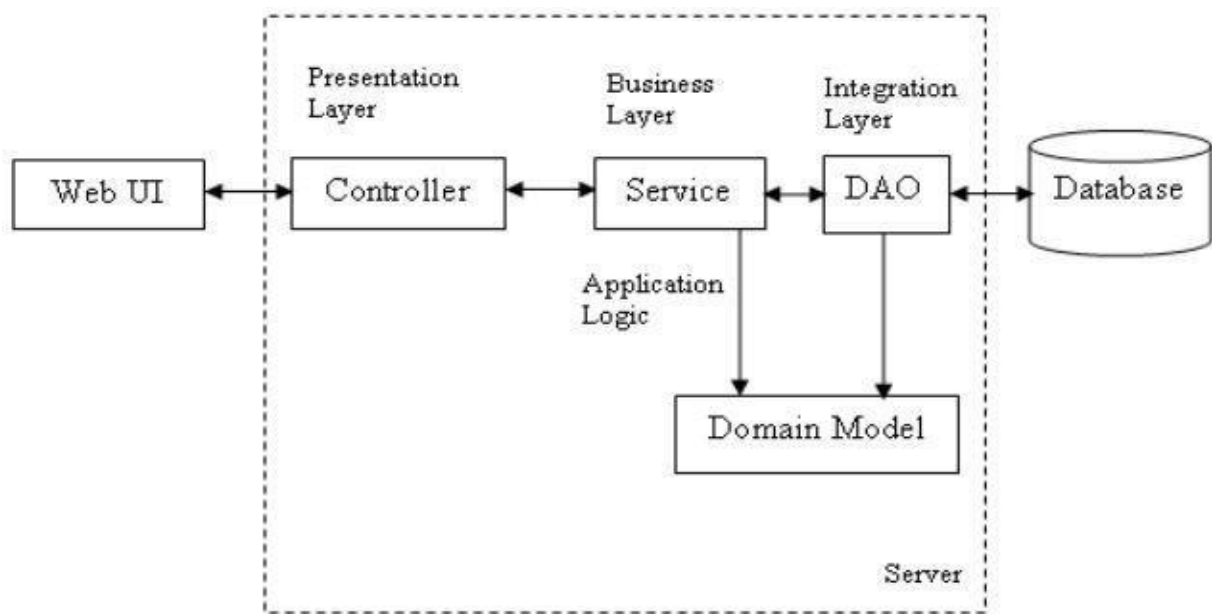 Presentation
Layer
Business
Layer
Integration
Layer
Web UI
Controller
Service
DAO
Database
Application
Logic
Domain Model
Server